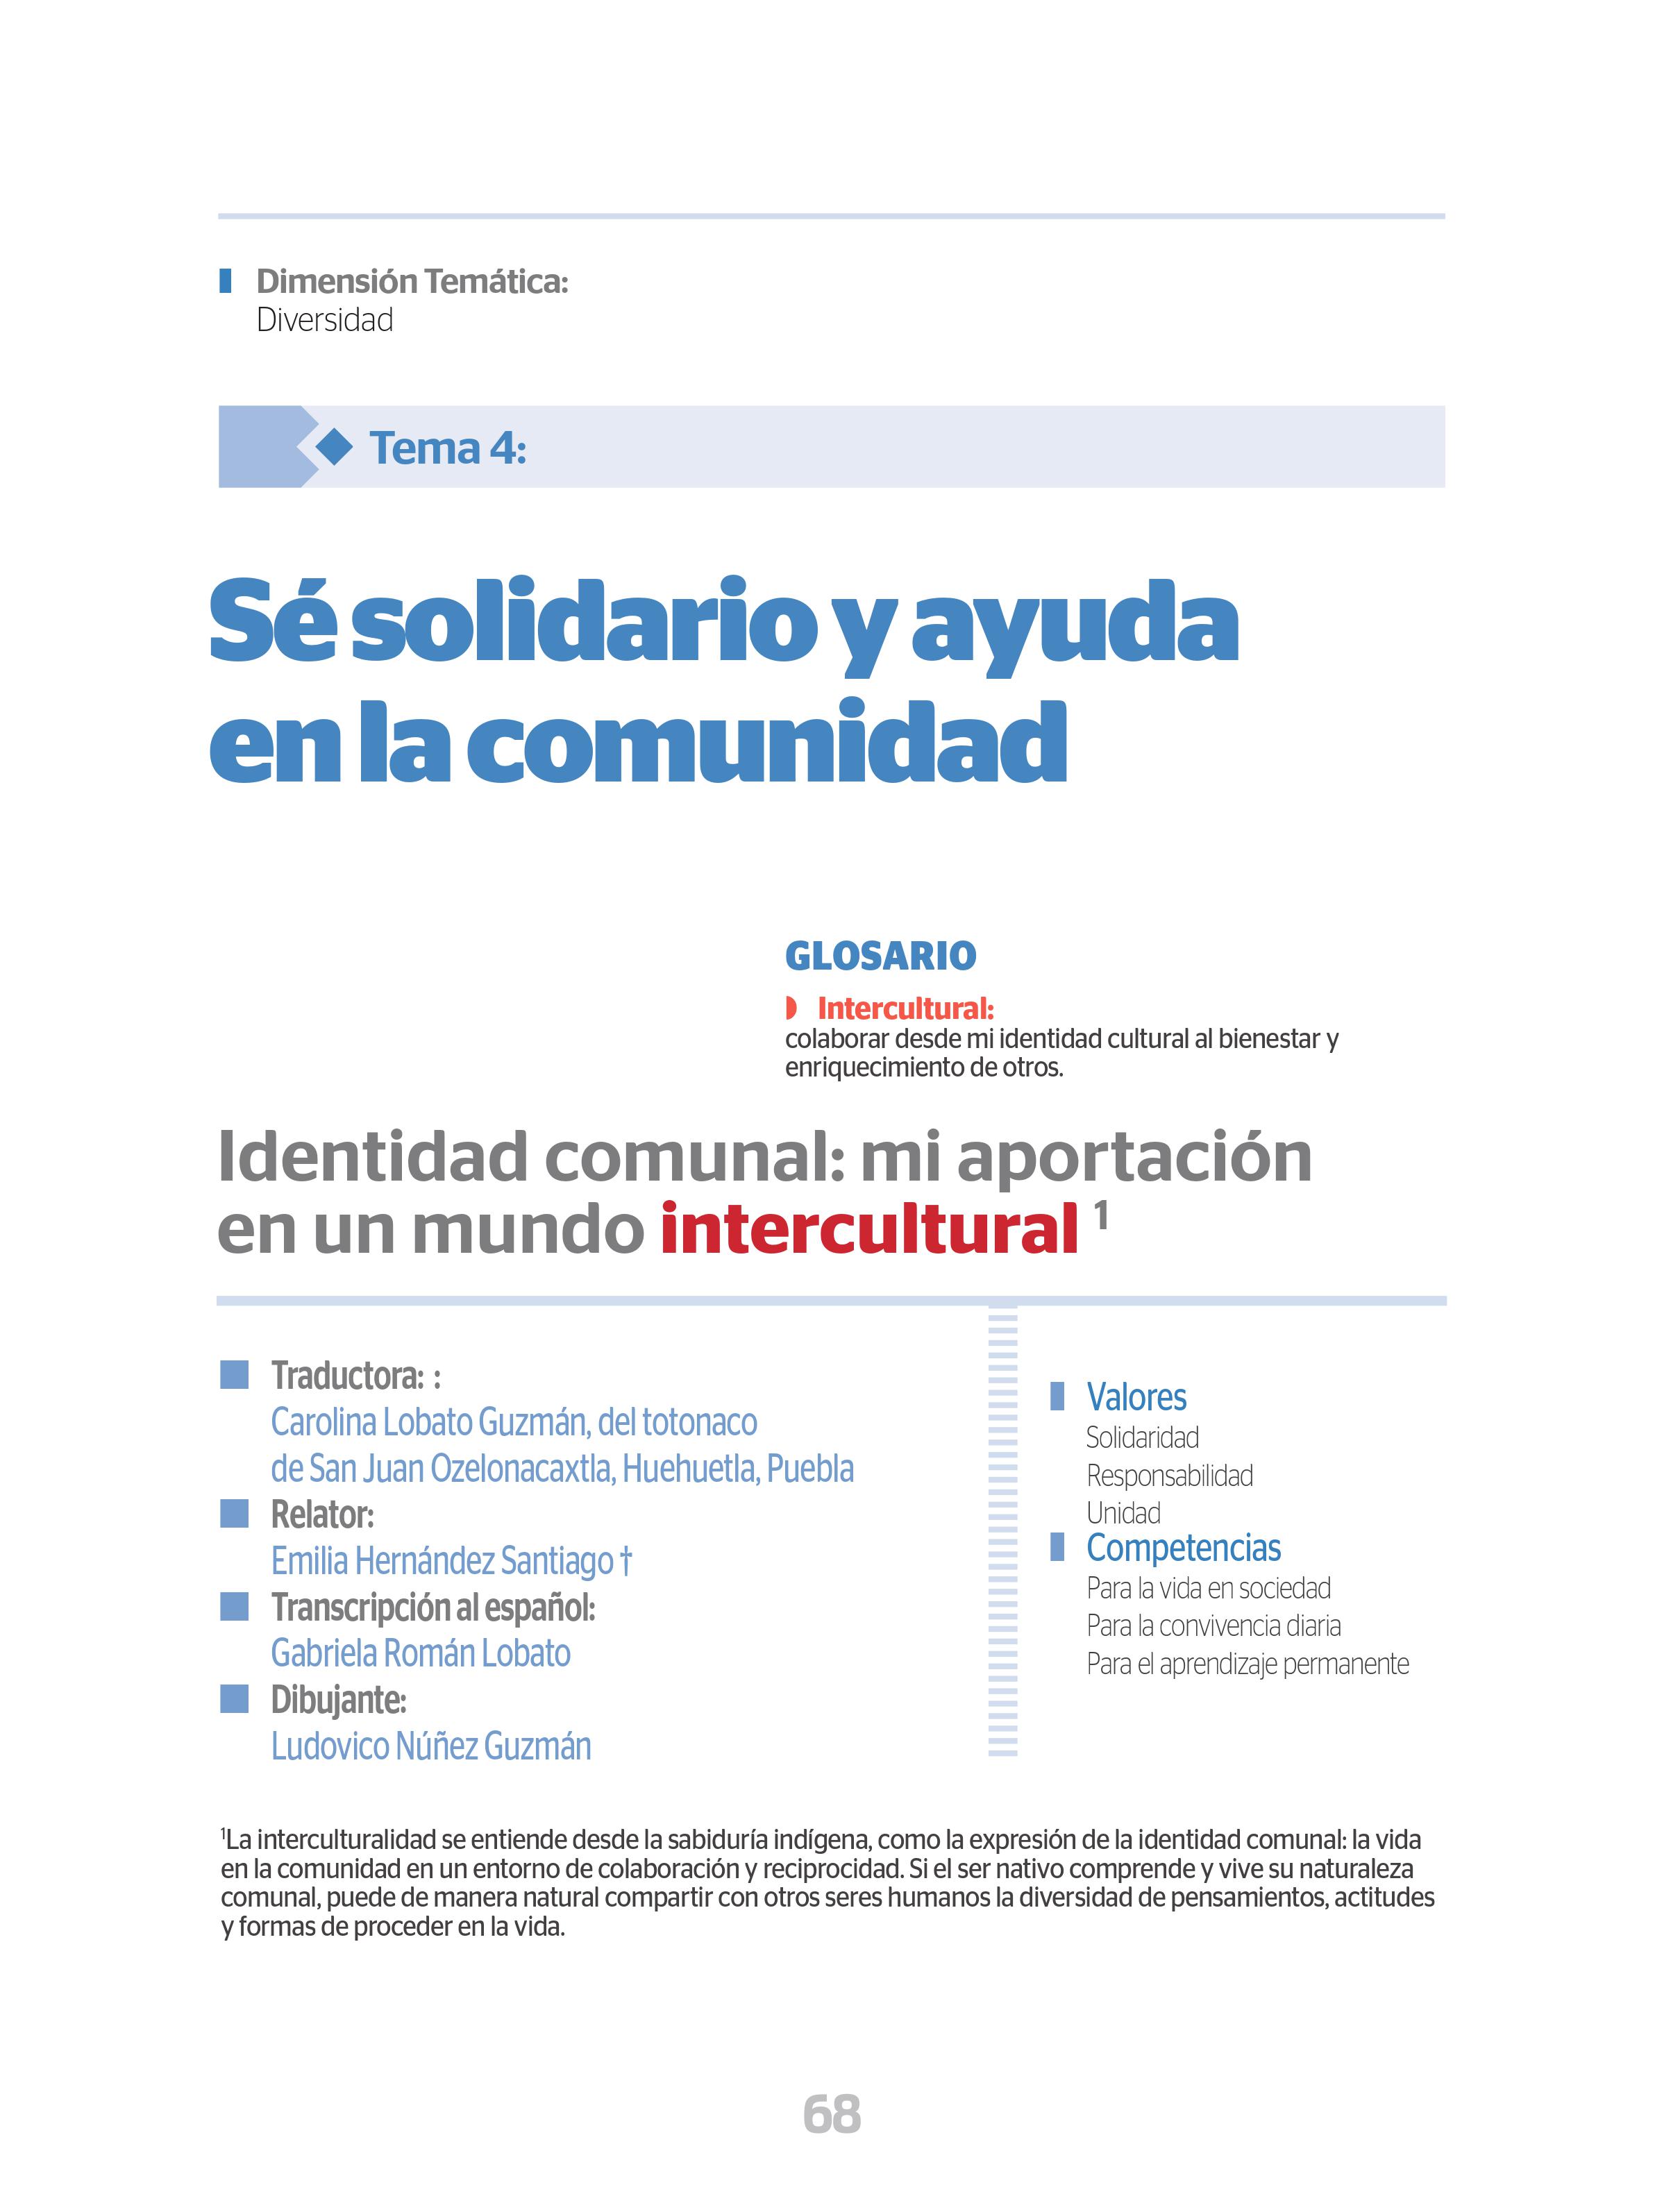 Dimensión Temática:
Diversidad
Tema 4:
Sé solidario y ayuda
en la comunidad
GLOSARIO
Intercultural:
colaborar desde mi identidad cultural al bienestar y
enriquecimiento de otros.
Identidad comunal: mi aportación
en un mundo intercultural ¹
Traductora: :
Carolina Lobato Guzmán, del totonaco
de San Juan Ozelonacaxtla, Huehuetla, Puebla
Relator:
Emilia Hernández Santiago †
Transcripción al español:
Gabriela Román Lobato
Dibujante:
Ludovico Núñez Guzmán
Valores
Solidaridad
Responsabilidad
Unidad
Competencias
Para la vida en sociedad
Para la convivencia diaria
Para el aprendizaje permanente
¹La interculturalidad se entiende desde la sabiduría indígena, como la expresión de la identidad comunal: la vida
en la comunidad en un entorno de colaboración y reciprocidad. Si el ser nativo comprende y vive su naturaleza
comunal, puede de manera natural compartir con otros seres humanos la diversidad de pensamientos, actitudes
y formas de proceder en la vida.
68